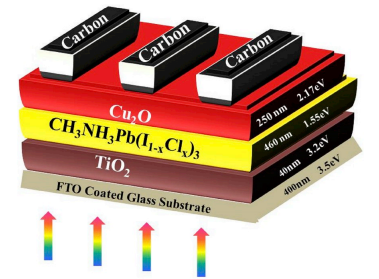 Carbon
Carbon
Carbon
Cu₂O
250 nm 2.17eV
CH₃NH₃Pb(I₁₋ₓClₓ)₃
460 nm 1.55eV
TiO₂
40nm 3.2eV
FTO Coated Glass Substrate
400nm 3.5eV